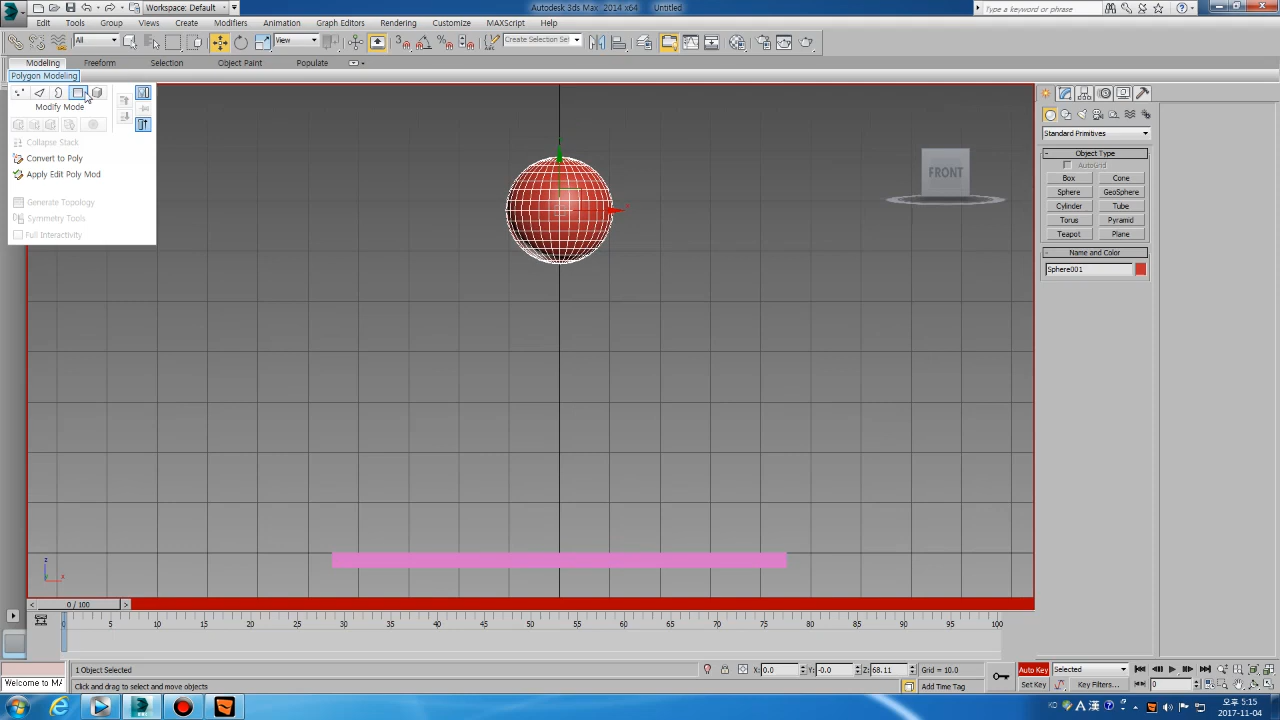 Workspace: Default
Autodesk 3ds Max 2014 x64 Untitled
Type a keyword or phrase
Edit Tools Group Views Create Modifiers Animation Graph Editors Rendering Customize MAXScript Help
All View Create Selection Se
Modeling Freeform Selection Object Paint Populate
Polygon Modeling
Modify Mode
Collapse Stack
Convert to Poly
Apply Edit Poly Mod
Generate Topology
Symmetry Tools
Full Interactivity
FRONT
z
x
Standard Primitives
- Object Type
AutoGrid
Box Cone
Sphere GeoSphere
Cylinder Tube
Torus Pyramid
Teapot Plane
- Name and Color
Sphere001
< 0 / 100 >
0 5 10 15 20 25 30 35 40 45 50 55 60 65 70 75 80 85 90 95 100
1 Object Selected X: 0.0 Y: -0.0 Z: 68.11 Grid = 10.0 Auto Key Selected
Welcome to MA Click and drag to select and move objects Add Time Tag Set Key Key Filters... 0
KO A 漢 오후 5:15
2017-11-04